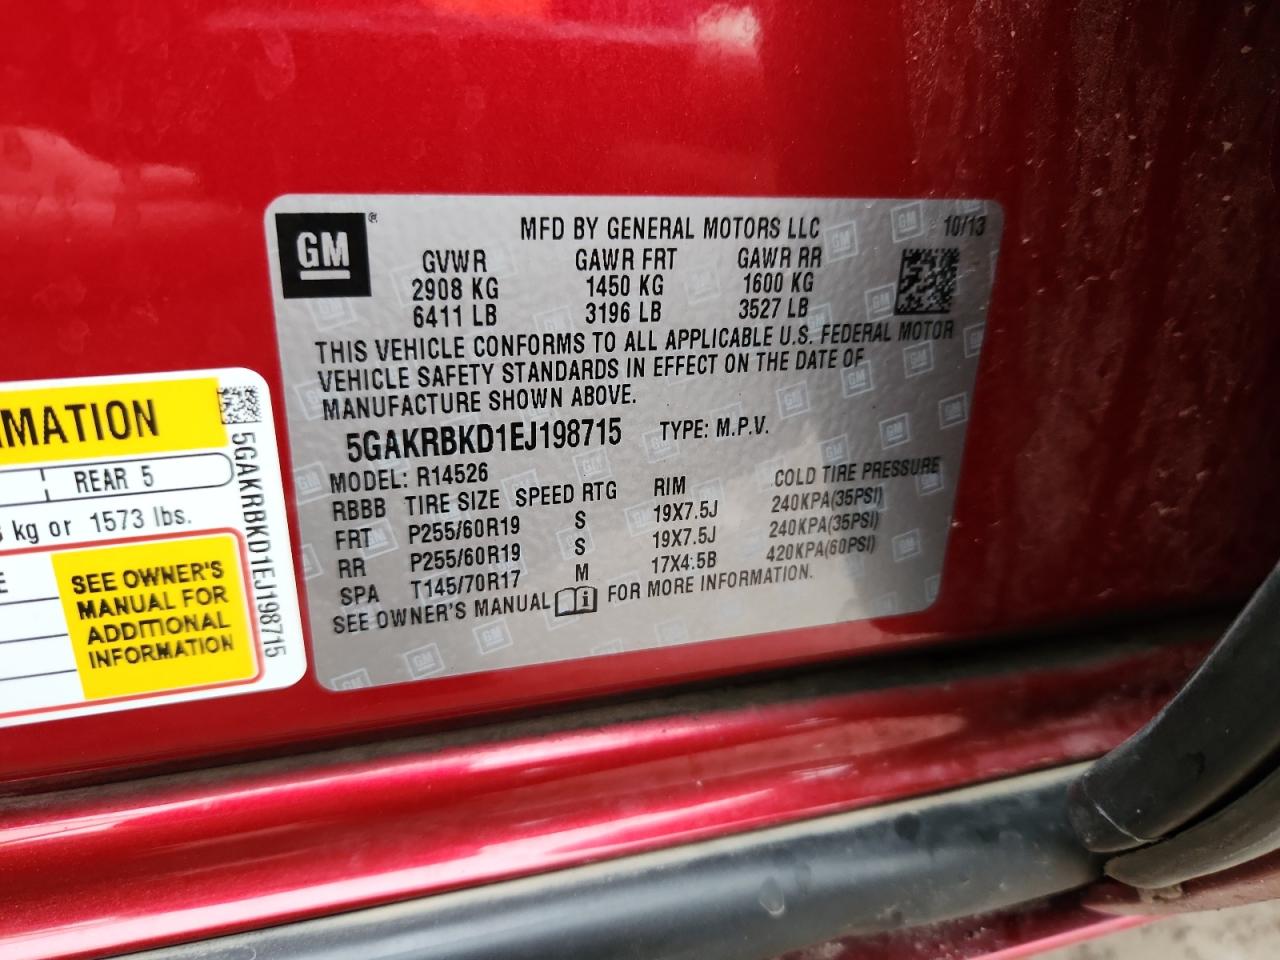 GM ®
MFD BY GENERAL MOTORS LLC 10/13
GVWR GAWR FRT GAWR RR
2908 KG 1450 KG 1600 KG
6411 LB 3196 LB 3527 LB
THIS VEHICLE CONFORMS TO ALL APPLICABLE U.S. FEDERAL MOTOR
VEHICLE SAFETY STANDARDS IN EFFECT ON THE DATE OF
MANUFACTURE SHOWN ABOVE.
5GAKRBKD1EJ198715 TYPE: M.P.V.
MODEL: R14526
RBBB TIRE SIZE SPEED RTG RIM COLD TIRE PRESSURE
FRT P255/60R19 S 19X7.5J 240KPA(35PSI)
RR P255/60R19 S 19X7.5J 240KPA(35PSI)
SPA T145/70R17 M 17X4.5B 420KPA(60PSI)
SEE OWNER'S MANUAL FOR MORE INFORMATION.
MATION
REAR 5
kg or 1573 lbs.
E
SEE OWNER'S
MANUAL FOR
ADDITIONAL
INFORMATION
5GAKRBKD1EJ198715